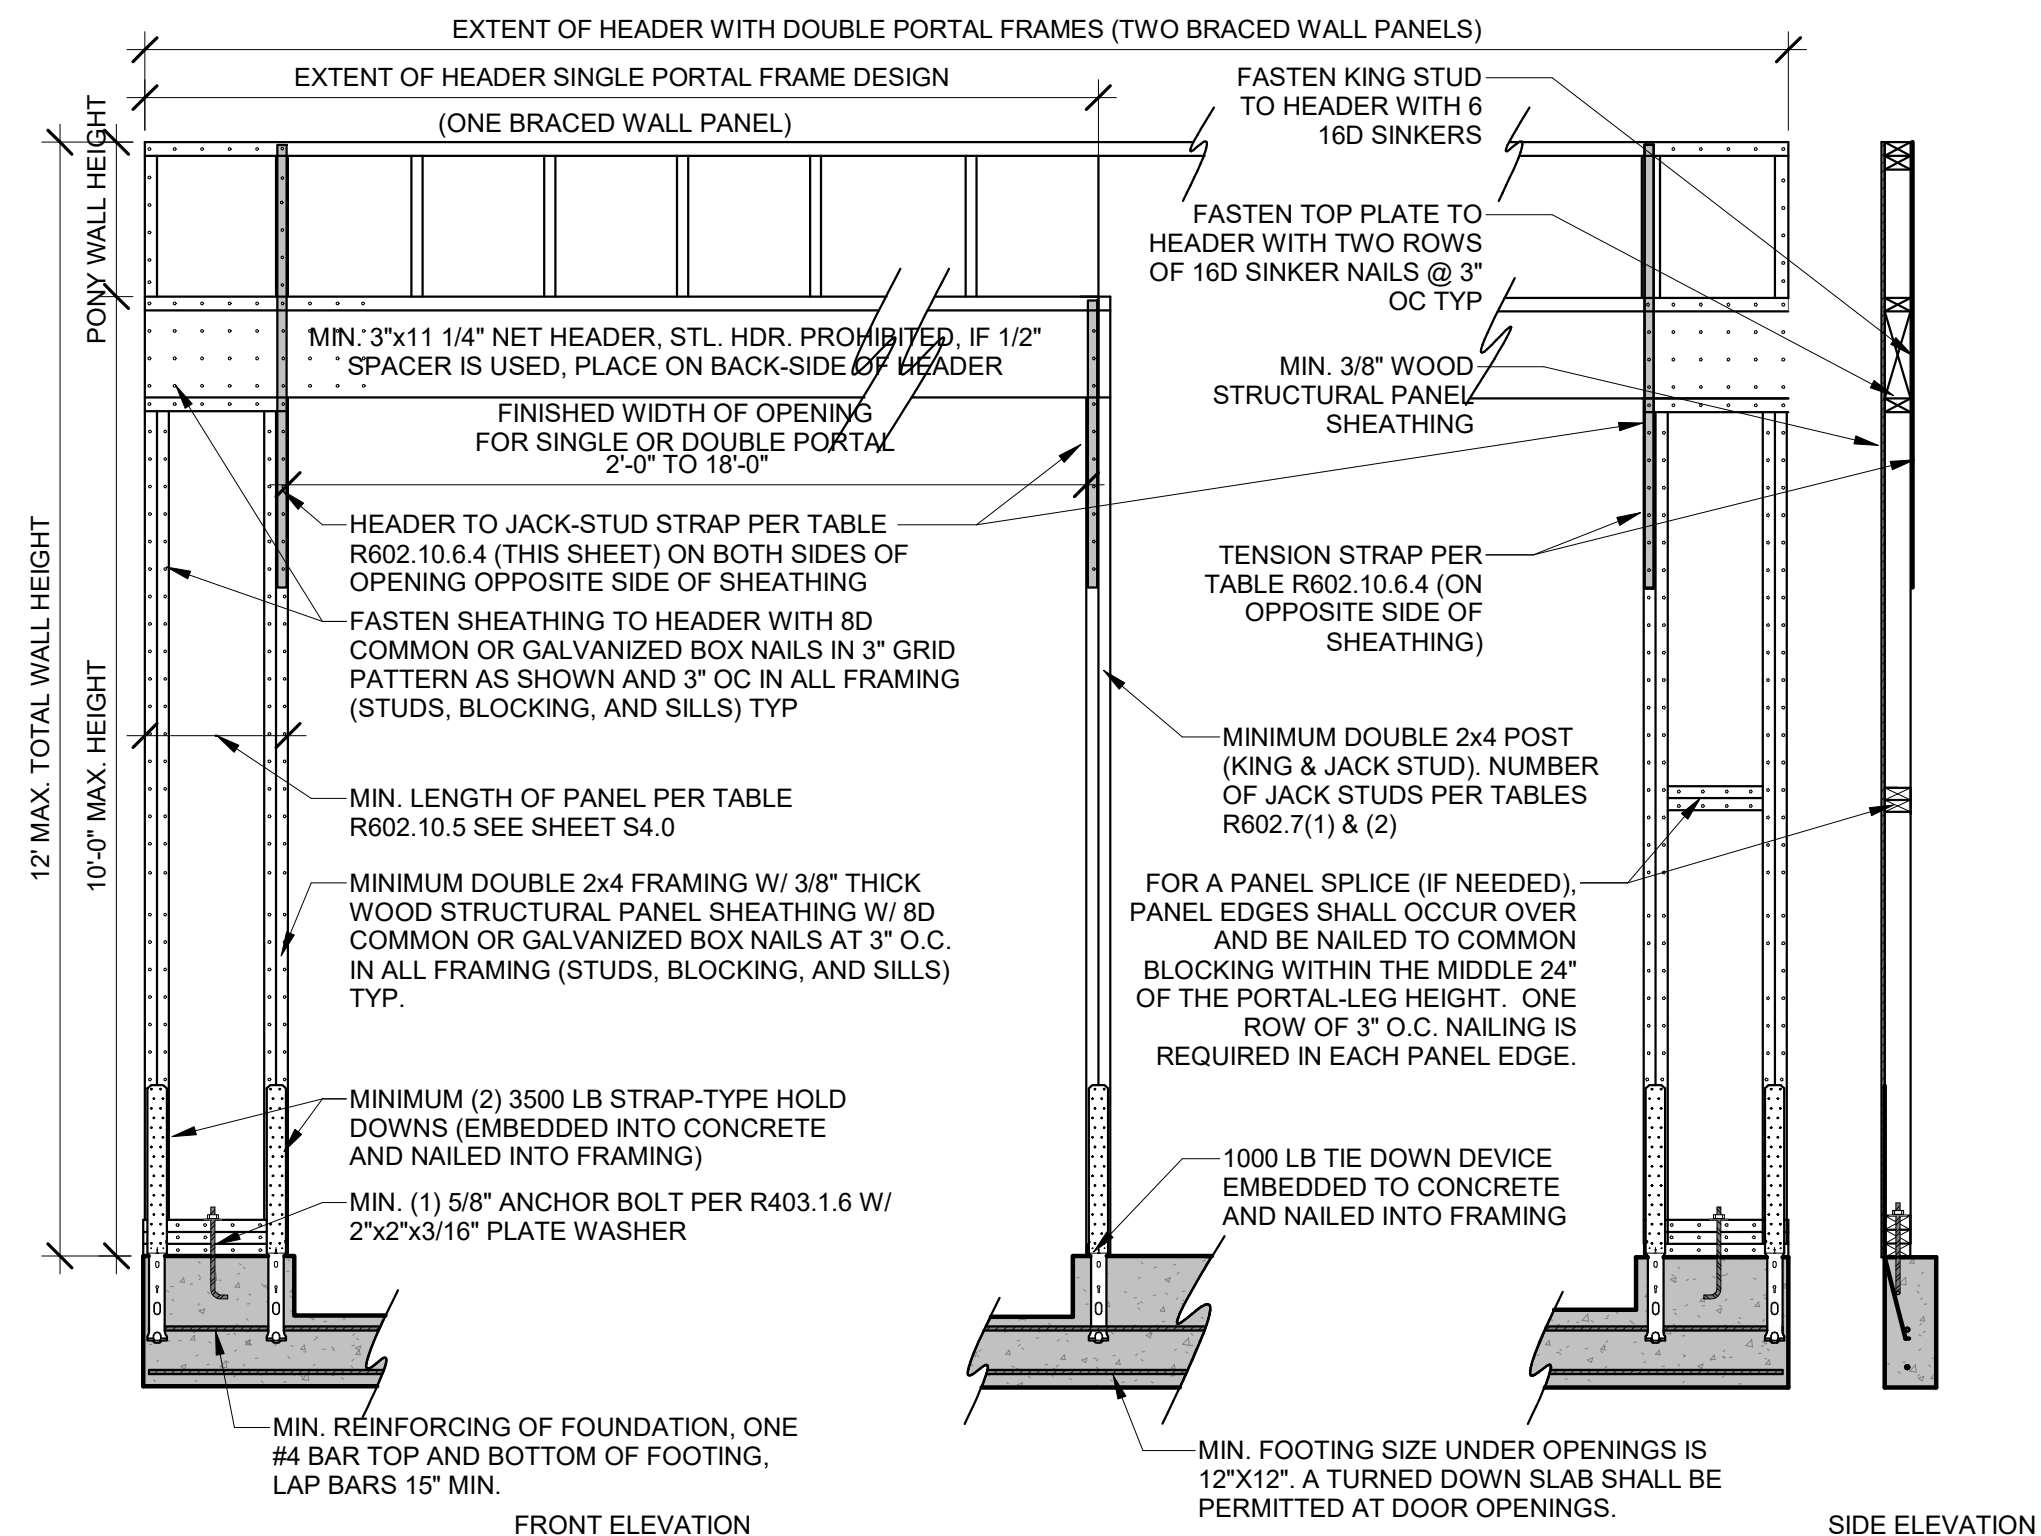 EXTENT OF HEADER WITH DOUBLE PORTAL FRAMES (TWO BRACED WALL PANELS)
EXTENT OF HEADER SINGLE PORTAL FRAME DESIGN
(ONE BRACED WALL PANEL)
FASTEN KING STUD
TO HEADER WITH 6
16D SINKERS
PONY WALL HEIGHT
FASTEN TOP PLATE TO
HEADER WITH TWO ROWS
OF 16D SINKER NAILS @ 3"
OC TYP
MIN. 3"x11 1/4" NET HEADER, STL. HDR. PROHIBITED, IF 1/2"
SPACER IS USED, PLACE ON BACK-SIDE OF HEADER
MIN. 3/8" WOOD
STRUCTURAL PANEL
SHEATHING
FINISHED WIDTH OF OPENING
FOR SINGLE OR DOUBLE PORTAL
2'-0" TO 18'-0"
HEADER TO JACK-STUD STRAP PER TABLE
R602.10.6.4 (THIS SHEET) ON BOTH SIDES OF
OPENING OPPOSITE SIDE OF SHEATHING
TENSION STRAP PER
TABLE R602.10.6.4 (ON
OPPOSITE SIDE OF
SHEATHING)
FASTEN SHEATHING TO HEADER WITH 8D
COMMON OR GALVANIZED BOX NAILS IN 3" GRID
PATTERN AS SHOWN AND 3" OC IN ALL FRAMING
(STUDS, BLOCKING, AND SILLS) TYP
12' MAX. TOTAL WALL HEIGHT
10'-0" MAX. HEIGHT
MIN. LENGTH OF PANEL PER TABLE
R602.10.5 SEE SHEET S4.0
MINIMUM DOUBLE 2x4 POST
(KING & JACK STUD). NUMBER
OF JACK STUDS PER TABLES
R602.7(1) & (2)
MINIMUM DOUBLE 2x4 FRAMING W/ 3/8" THICK
WOOD STRUCTURAL PANEL SHEATHING W/ 8D
COMMON OR GALVANIZED BOX NAILS AT 3" O.C.
IN ALL FRAMING (STUDS, BLOCKING, AND SILLS)
TYP.
FOR A PANEL SPLICE (IF NEEDED),
PANEL EDGES SHALL OCCUR OVER
AND BE NAILED TO COMMON
BLOCKING WITHIN THE MIDDLE 24"
OF THE PORTAL-LEG HEIGHT. ONE
ROW OF 3" O.C. NAILING IS
REQUIRED IN EACH PANEL EDGE.
MINIMUM (2) 3500 LB STRAP-TYPE HOLD
DOWNS (EMBEDDED INTO CONCRETE
AND NAILED INTO FRAMING)
MIN. (1) 5/8" ANCHOR BOLT PER R403.1.6 W/
2"x2"x3/16" PLATE WASHER
1000 LB TIE DOWN DEVICE
EMBEDDED TO CONCRETE
AND NAILED INTO FRAMING
MIN. REINFORCING OF FOUNDATION, ONE
#4 BAR TOP AND BOTTOM OF FOOTING,
LAP BARS 15" MIN.
MIN. FOOTING SIZE UNDER OPENINGS IS
12"X12". A TURNED DOWN SLAB SHALL BE
PERMITTED AT DOOR OPENINGS.
FRONT ELEVATION
SIDE ELEVATION